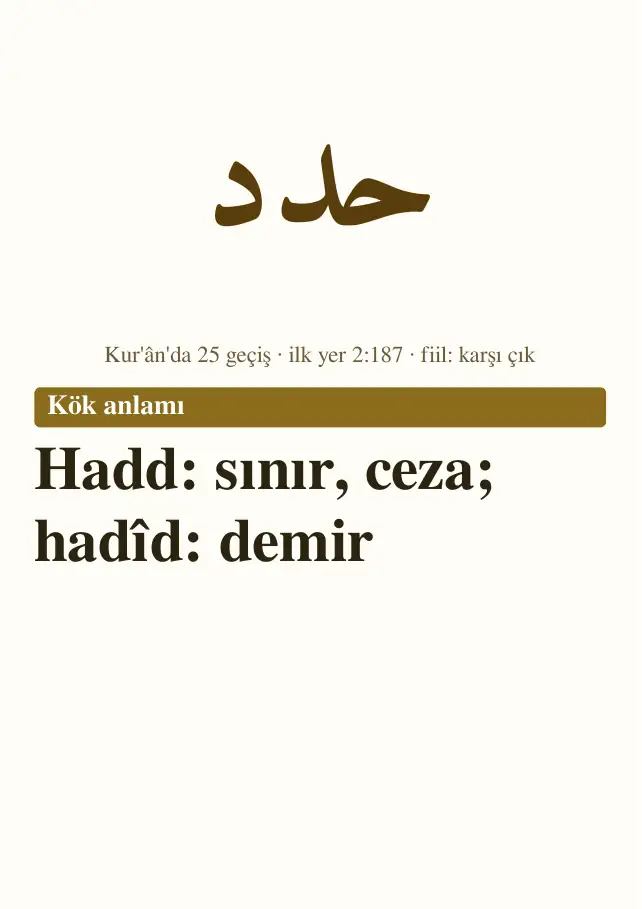 حدد
Kur'ân'da 25 geçiş · ilk yer 2:187 · fiil: karşı çık
Kök anlamı
Hadd: sınır, ceza;
hadîd: demir